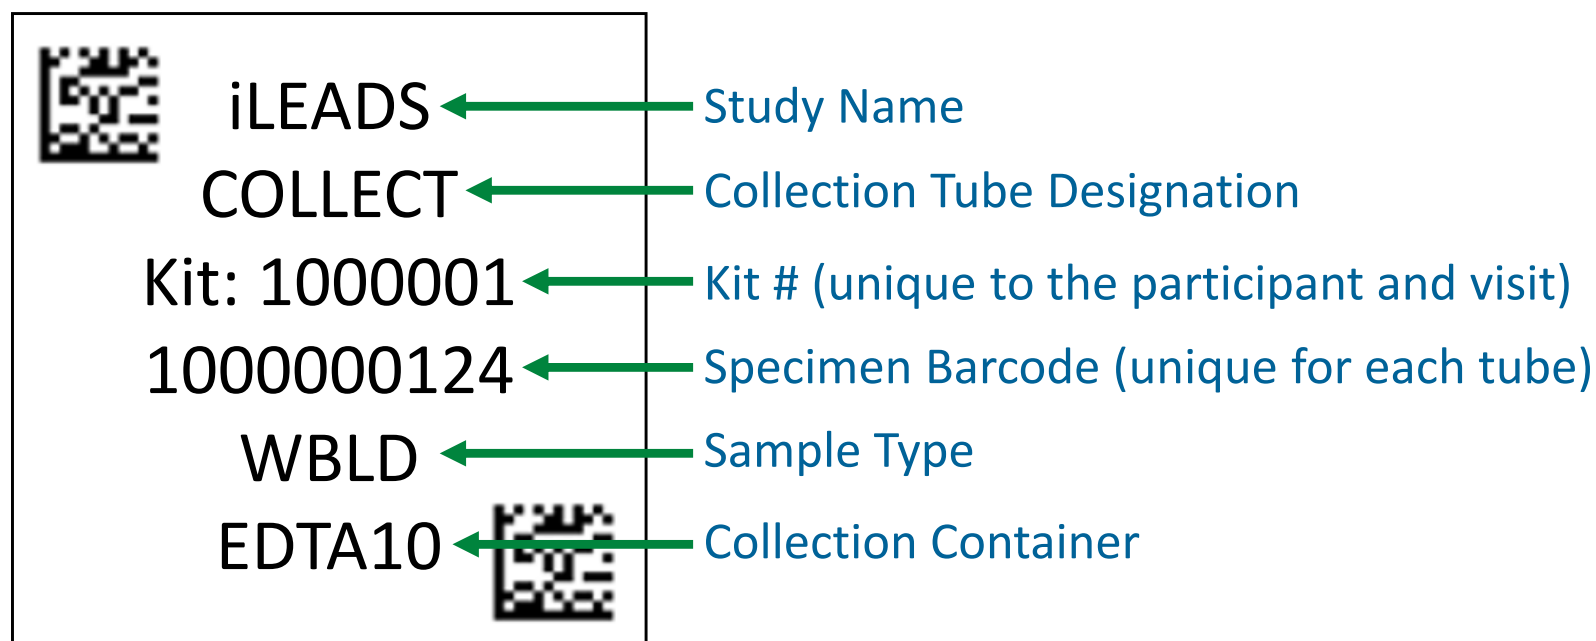 iLEADS Study Name
COLLECT Collection Tube Designation
Kit: 1000001 Kit # (unique to the participant and visit)
1000000124 Specimen Barcode (unique for each tube)
WBLD Sample Type
EDTA10 Collection Container